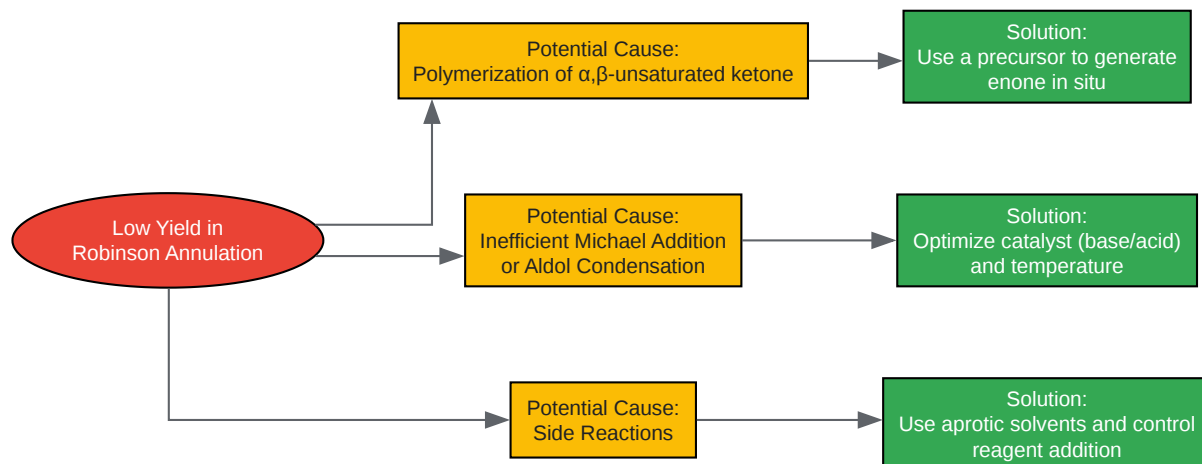 Potential Cause:
Polymerization of α,β-unsaturated ketone
Solution:
Use a precursor to generate
enone in situ
Low Yield in
Robinson Annulation
Potential Cause:
Inefficient Michael Addition
or Aldol Condensation
Solution:
Optimize catalyst (base/acid)
and temperature
Potential Cause:
Side Reactions
Solution:
Use aprotic solvents and control
reagent addition